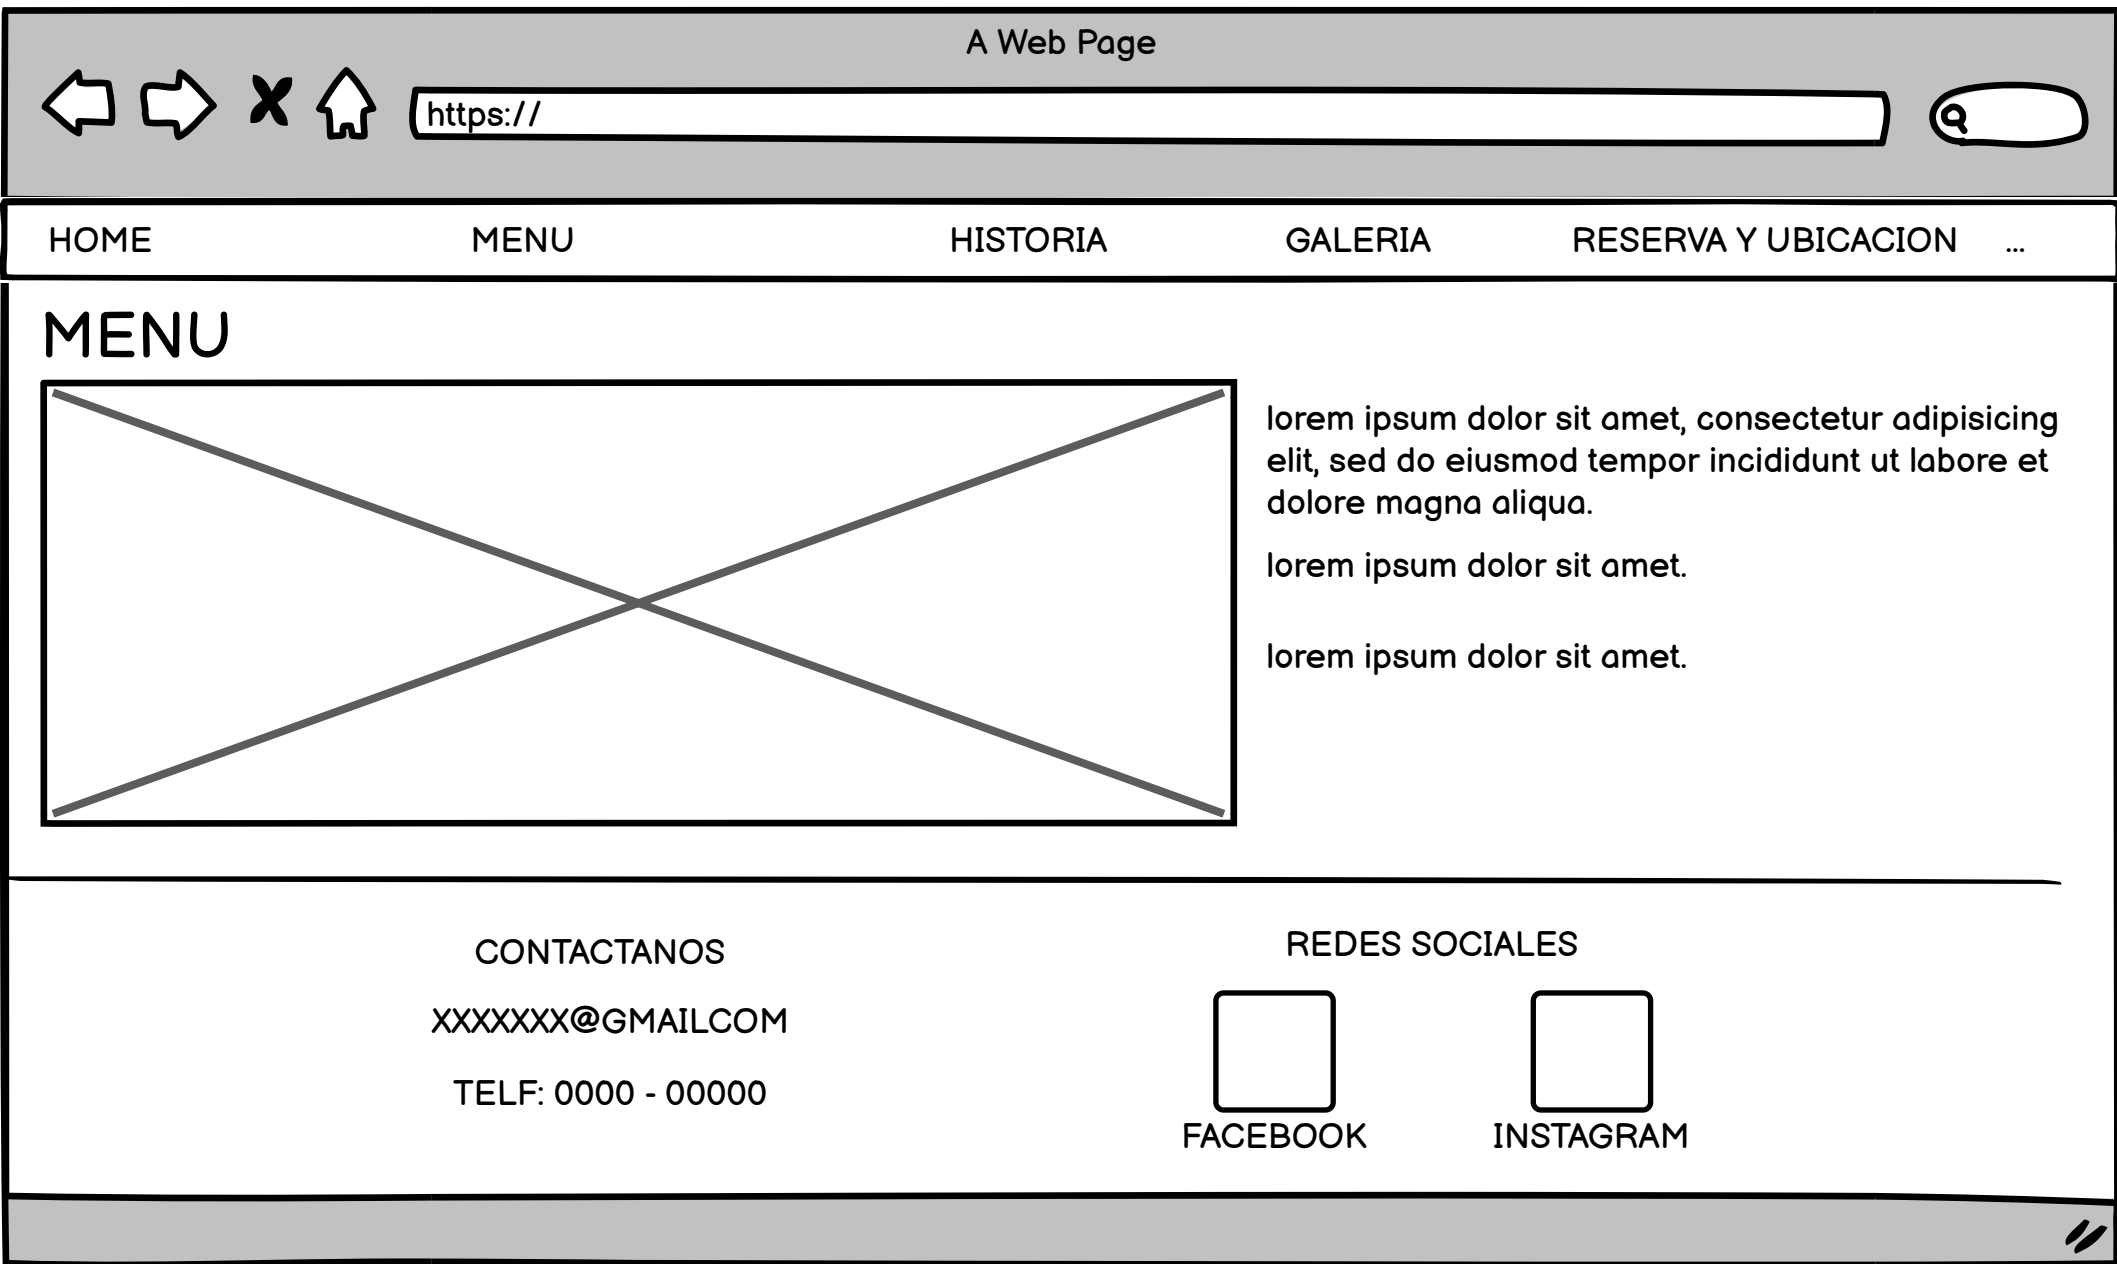 A Web Page
https://
HOME MENU HISTORIA GALERIA RESERVA Y UBICACION ...
MENU
lorem ipsum dolor sit amet, consectetur adipisicing
elit, sed do eiusmod tempor incididunt ut labore et
dolore magna aliqua.
lorem ipsum dolor sit amet.
lorem ipsum dolor sit amet.
CONTACTANOS
XXXXXXX@GMAILCOM
TELF: 0000 - 00000
REDES SOCIALES
FACEBOOK
INSTAGRAM